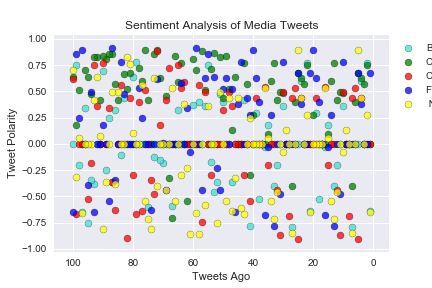 Sentiment Analysis of Media Tweets
1.00
0.75
0.50
0.25
0.00
−0.25
−0.50
−0.75
−1.00
Tweet Polarity
100
80
60
40
20
0
Tweets Ago
B
C
C
F
N